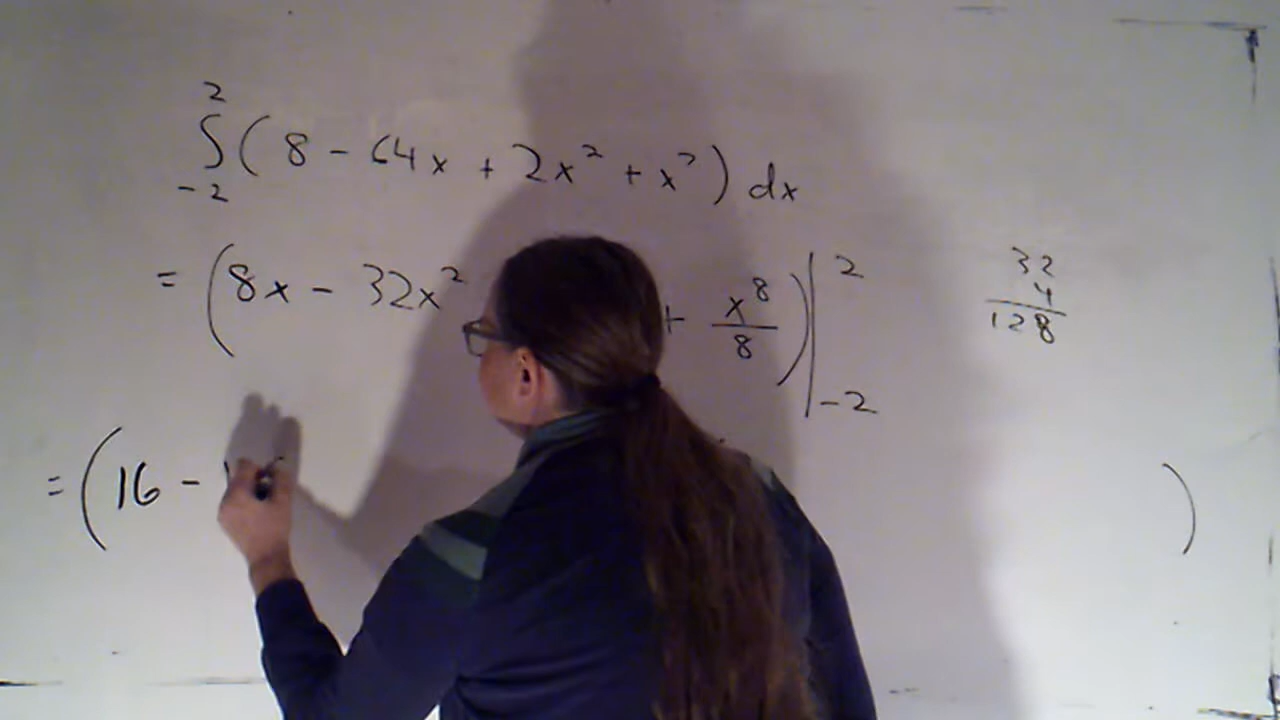 2
∫ ( 8 - 64x + 2x² + x⁷ ) dx
-2
= ( 8x - 32x² + x⁸/8 ) | 2
-2
32
4
128
= ( 16 - )